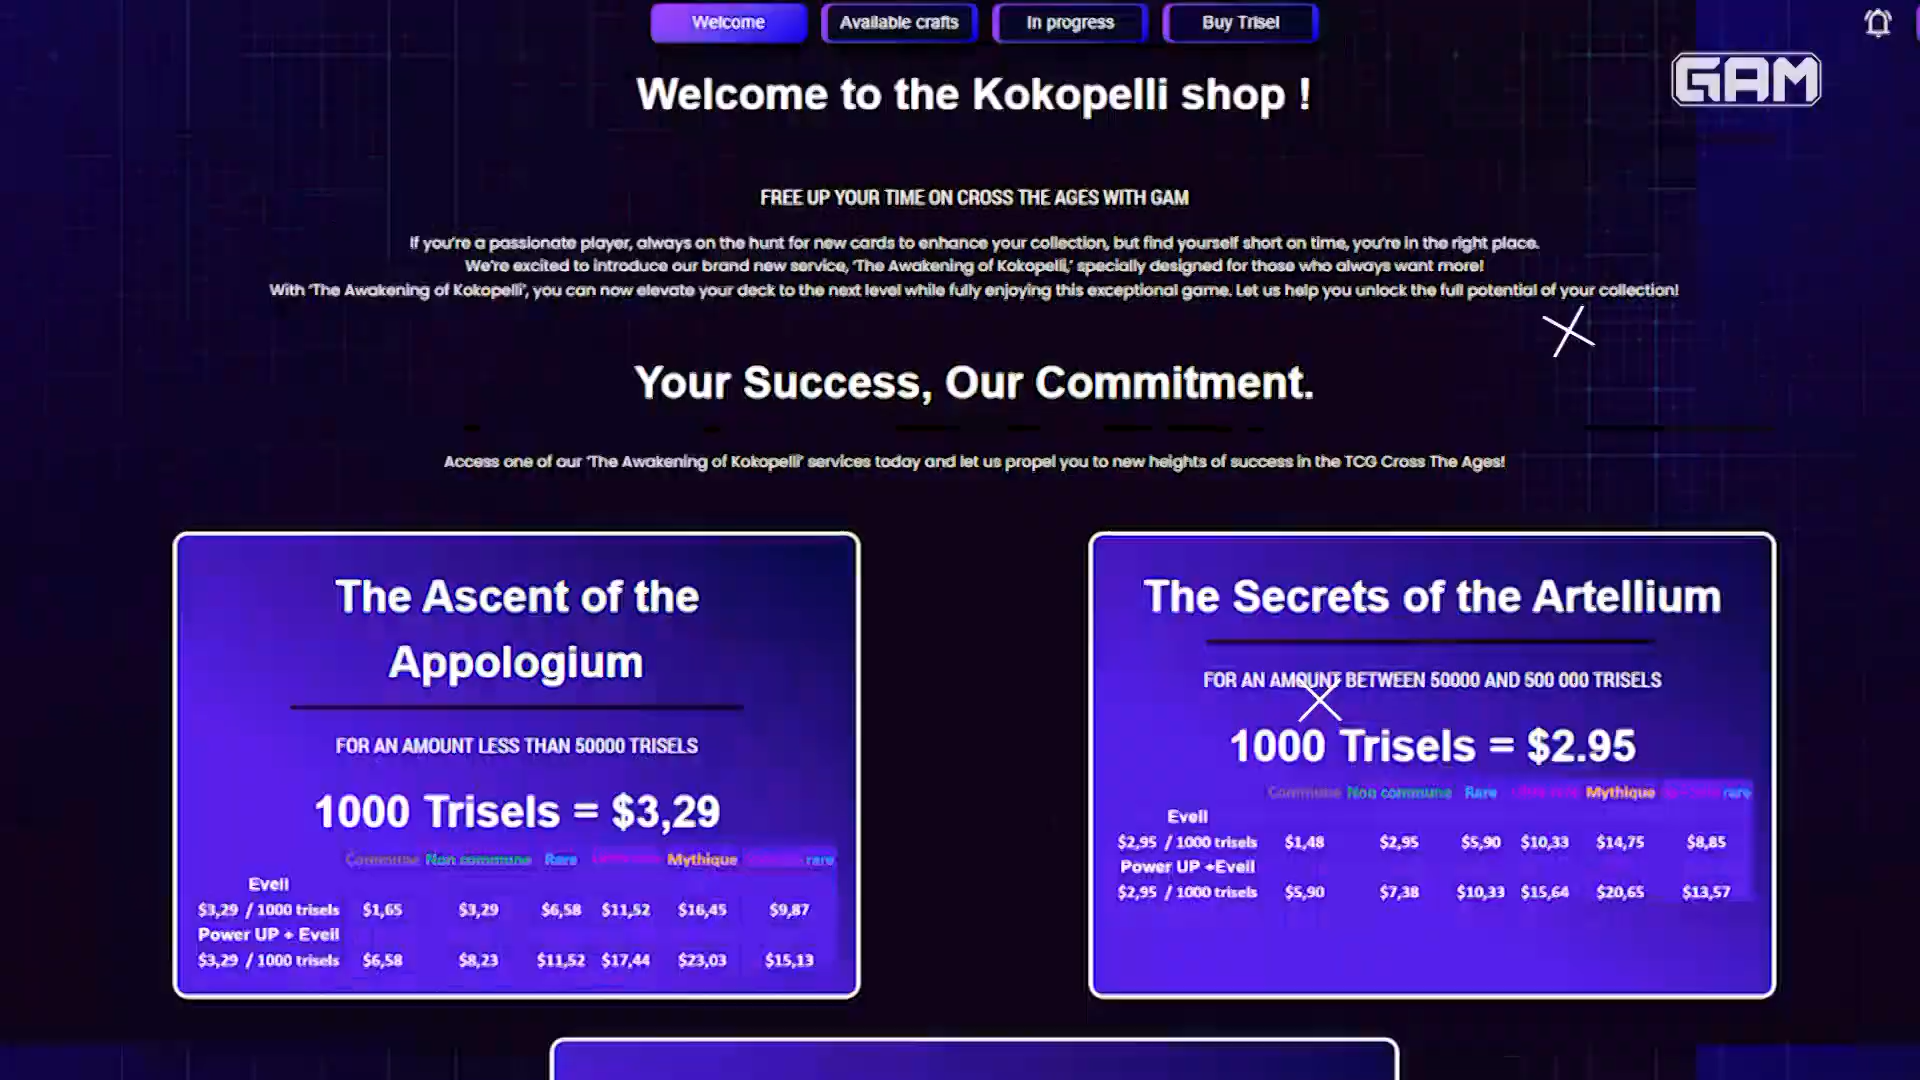 Welcome Available crafts In progress Buy Trisel
GAM
Welcome to the Kokopelli shop !
FREE UP YOUR TIME ON CROSS THE AGES WITH GAM
If you're a passionate player, always on the hunt for new cards to enhance your collection, but find yourself short on time, you're in the right place.
We're excited to introduce our brand new service, 'The Awakening of Kokopelli,' specially designed for those who always want more!
With 'The Awakening of Kokopelli', you can now elevate your deck to the next level while fully enjoying this exceptional game. Let us help you unlock the full potential of your collection!
Your Success, Our Commitment.
Access one of our 'The Awakening of Kokopelli' services today and let us propel you to new heights of success in the TCG Cross The Ages!
The Ascent of the
Appologium
FOR AN AMOUNT LESS THAN 50000 TRISELS
1000 Trisels = $3,29
Commune Non commune Rare Mythique rare
Eveil
$3,29 / 1000 trisels $1,65 $3,29 $6,58 $11,52 $16,45 $9,87
Power UP + Eveil
$3,29 / 1000 trisels $6,58 $8,23 $11,52 $17,44 $23,03 $15,13
The Secrets of the Artellium
FOR AN AMOUNT BETWEEN 50000 AND 500 000 TRISELS
1000 Trisels = $2.95
Commune Non commune Rare Mythique rare
Eveil
$2,95 / 1000 trisels $1,48 $2,95 $5,90 $10,33 $14,75 $8,85
Power UP +Eveil
$2,95 / 1000 trisels $5,90 $7,38 $10,33 $15,64 $20,65 $13,57